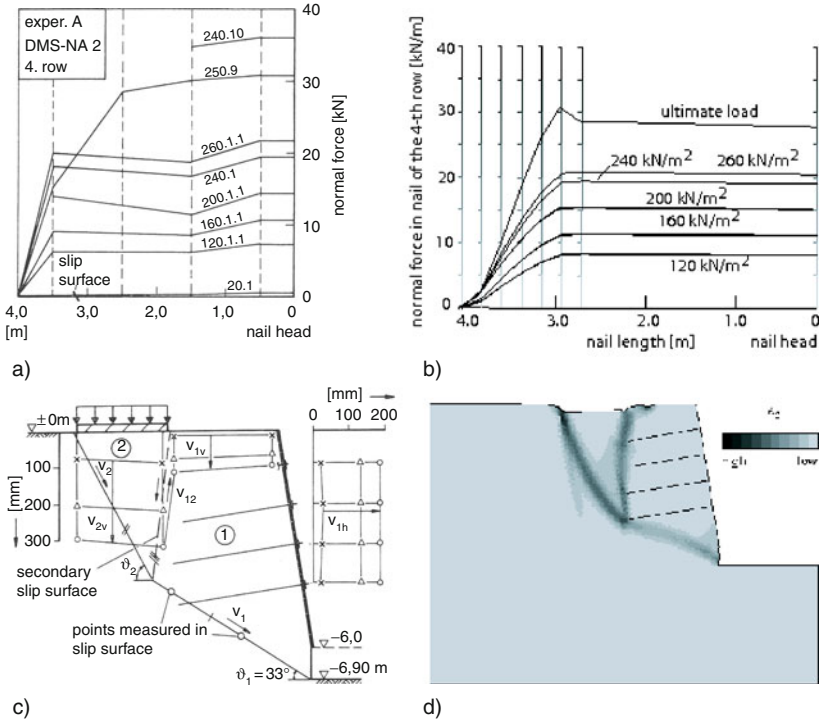 exper. A
DMS-NA 2
4. row
240.10
250.9
260.1.1
240.1
200.1.1
160.1.1
120.1.1
20.1
slip
surface
40
30
20
10
0
normal force [kN]
4,0 3,0 2,0 1,0 0
[m] nail head
a)
normal force in nail of the 4-th row [kN/m]
40
30
20
10
0
ultimate load
240 kN/m² 260 kN/m²
200 kN/m²
160 kN/m²
120 kN/m²
4.0 3.0 2.0 1.0 0
nail length [m] nail head
b)
[mm]
0 100 200
±0m
100
200
300
[mm]
2
v2
v2v
v1v
v12
1
v1h
secondary
slip surface
ϑ2
v1
points measured in
slip surface
−6,0
−6,90 m
ϑ1 = 33°
c)
low
d)